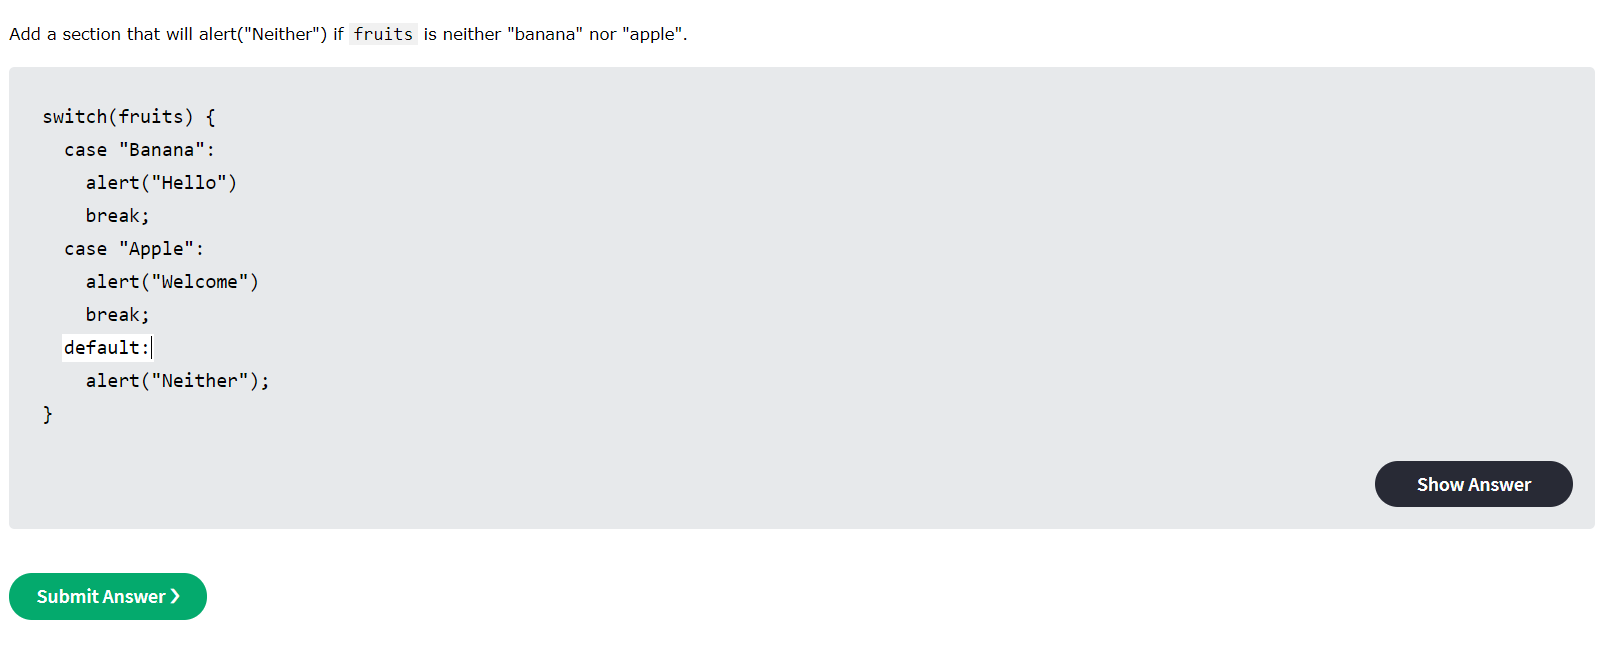 Add a section that will alert("Neither") if fruits is neither "banana" nor "apple".
switch(fruits) {
  case "Banana":
    alert("Hello")
    break;
  case "Apple":
    alert("Welcome")
    break;
  default:
    alert("Neither");
}
Show Answer
Submit Answer ❯